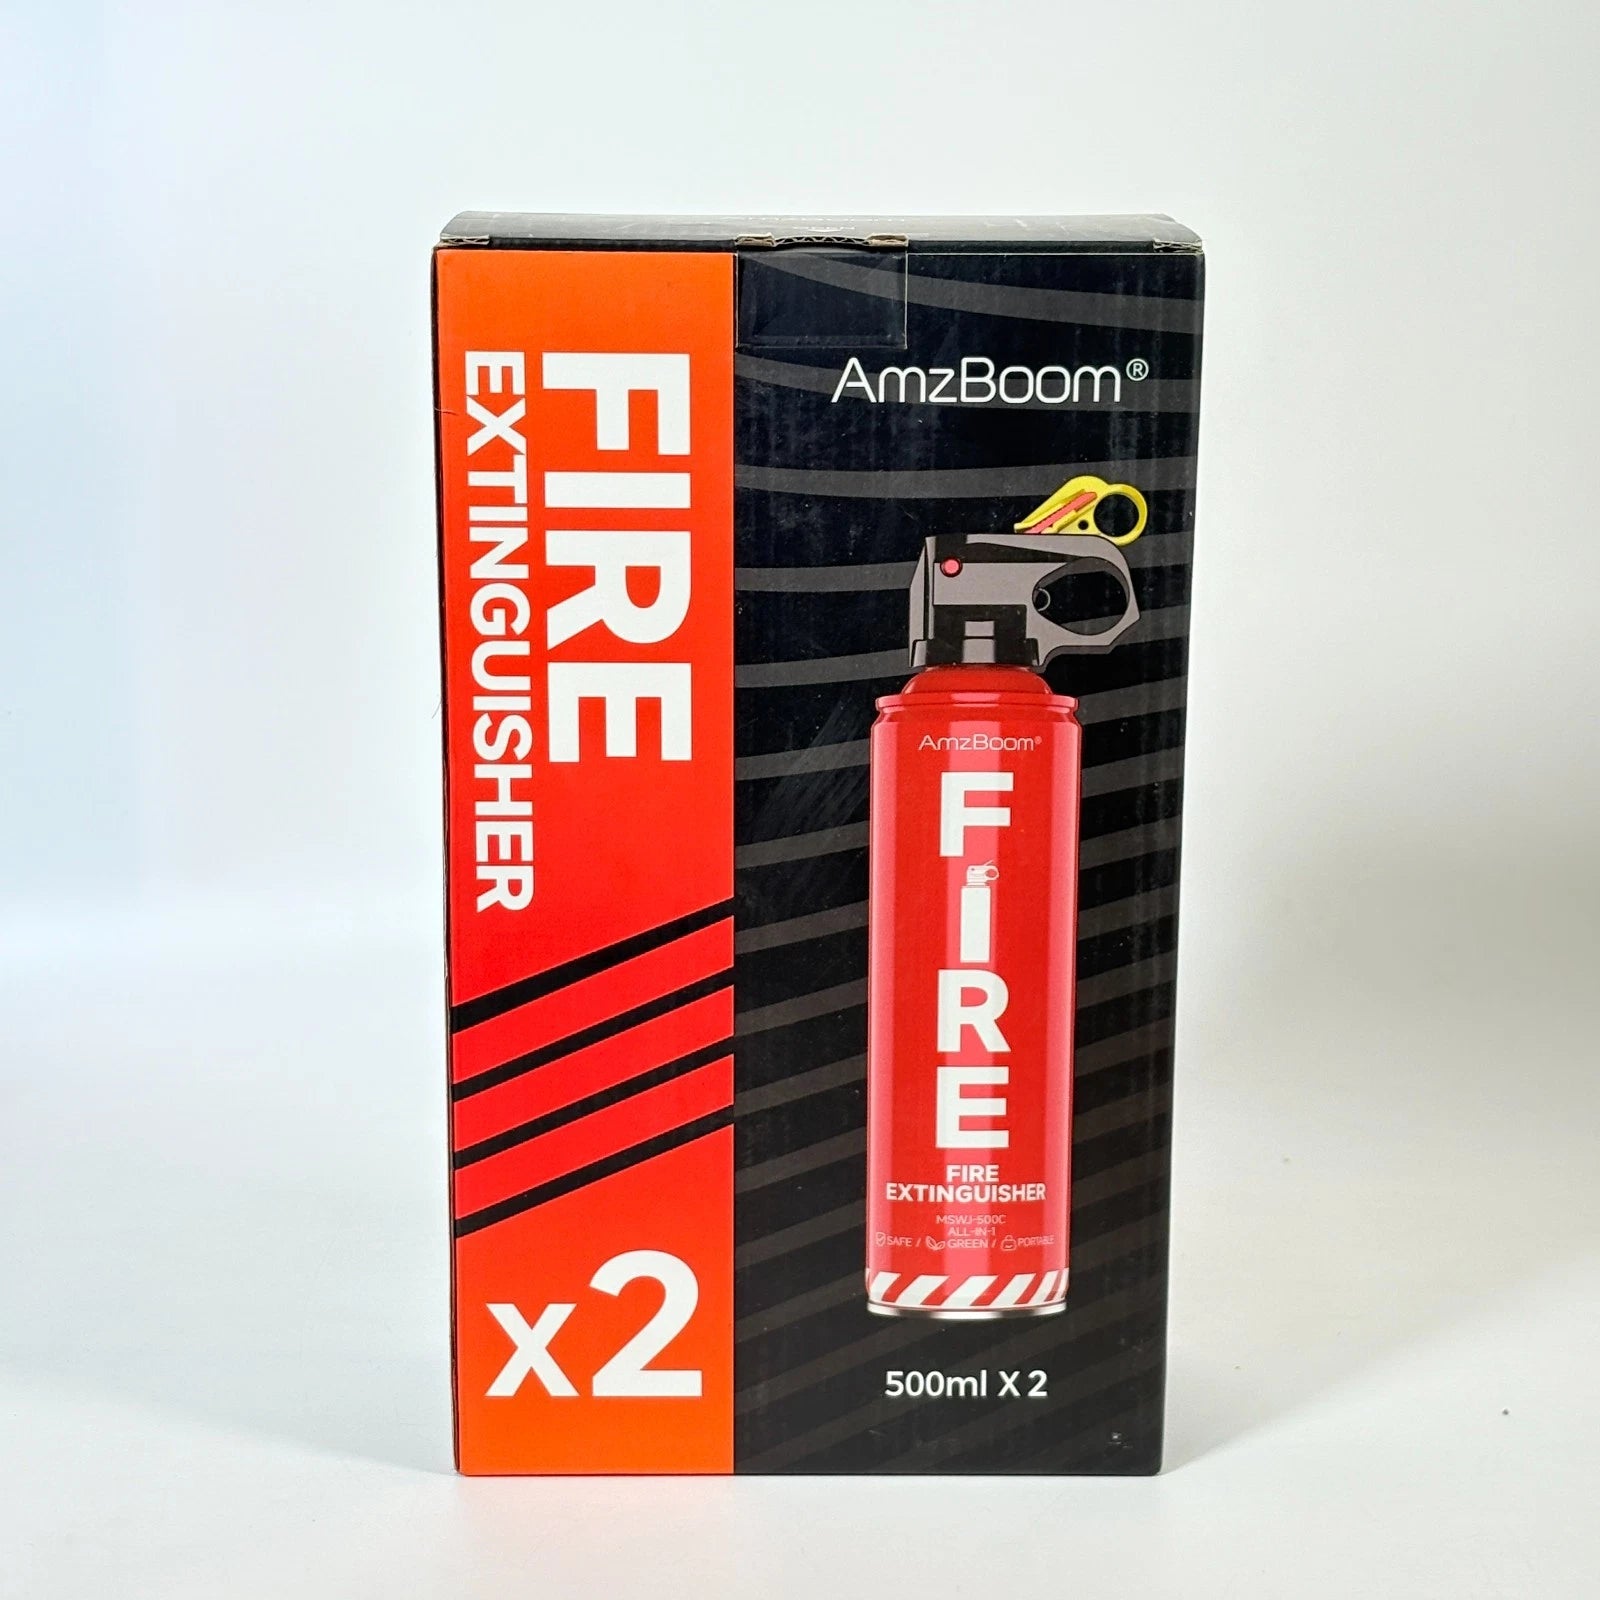 FIRE
EXTINGUISHER
x2
AmzBoom®
AmzBoom®
FIRE
FIRE
EXTINGUISHER
MSWJ-500C
ALL-IN-1
SAFE / GREEN / PORTABLE
500ml X 2